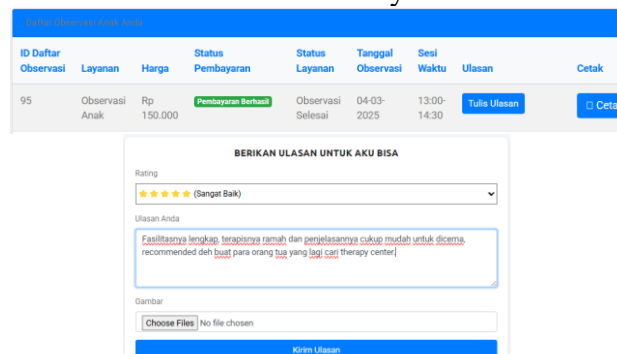 Daftar Observasi Anak Anda
ID Daftar Observasi Layanan Harga Status Pembayaran Status Layanan Tanggal Observasi Sesi Waktu Ulasan Cetak
95 Observasi Anak Rp 150.000 Pembayaran Berhasil Observasi Selesai 04-03-2025 13:00-14:30 Tulis Ulasan
BERIKAN ULASAN UNTUK AKU BISA
Rating
(Sangat Baik)
Ulasan Anda
Fasilitasnya lengkap, terapisnya ramah dan penjelasannya cukup mudah untuk dicerna,
recommended deh buat para orang tua yang lagi cari therapy center.
Gambar
Choose Files No file chosen
Kirim Ulasan